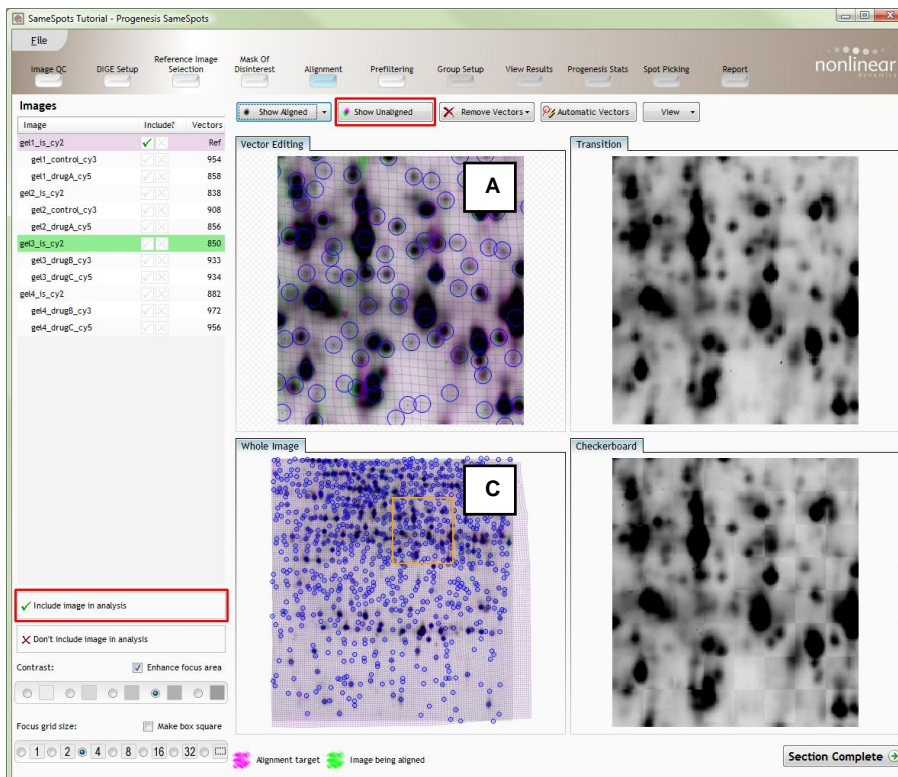 SameSpots Tutorial - Progenesis SameSpots
File
Image QC
DIGE Setup
Reference Image
Selection
Mask Of
Disinterest
Alignment
Prefiltering
Group Setup
View Results
Progenesis Stats
Spot Picking
Report
nonlinear
dynamics
Images
Image Include? Vectors
gel1_is_cy2 Ref
gel1_control_cy3 954
gel1_drugA_cy5 858
gel2_is_cy2 838
gel2_control_cy3 908
gel2_drugA_cy5 856
gel3_is_cy2 850
gel3_drugB_cy3 933
gel3_drugC_cy5 934
gel4_is_cy2 882
gel4_drugB_cy3 972
gel4_drugC_cy5 956
Include image in analysis
Don't include image in analysis
Contrast: Enhance focus area
Focus grid size: Make box square
1 2 4 8 16 32
Show Aligned
Show Unaligned
Remove Vectors
Automatic Vectors
View
Vector Editing
A
Transition
Whole Image
C
Checkerboard
Alignment target
Image being aligned
Section Complete